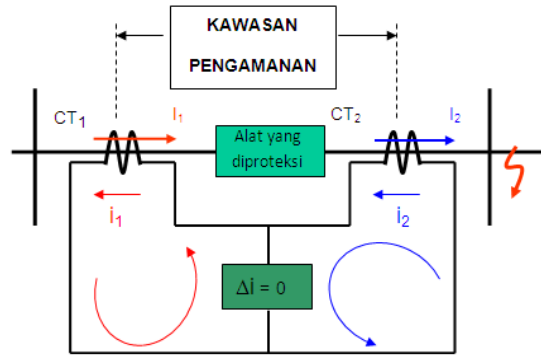 KAWASAN
PENGAMANAN
CT₁
I₁
CT₂
I₂
Alat yang
diproteksi
i₁
i₂
Δi = 0